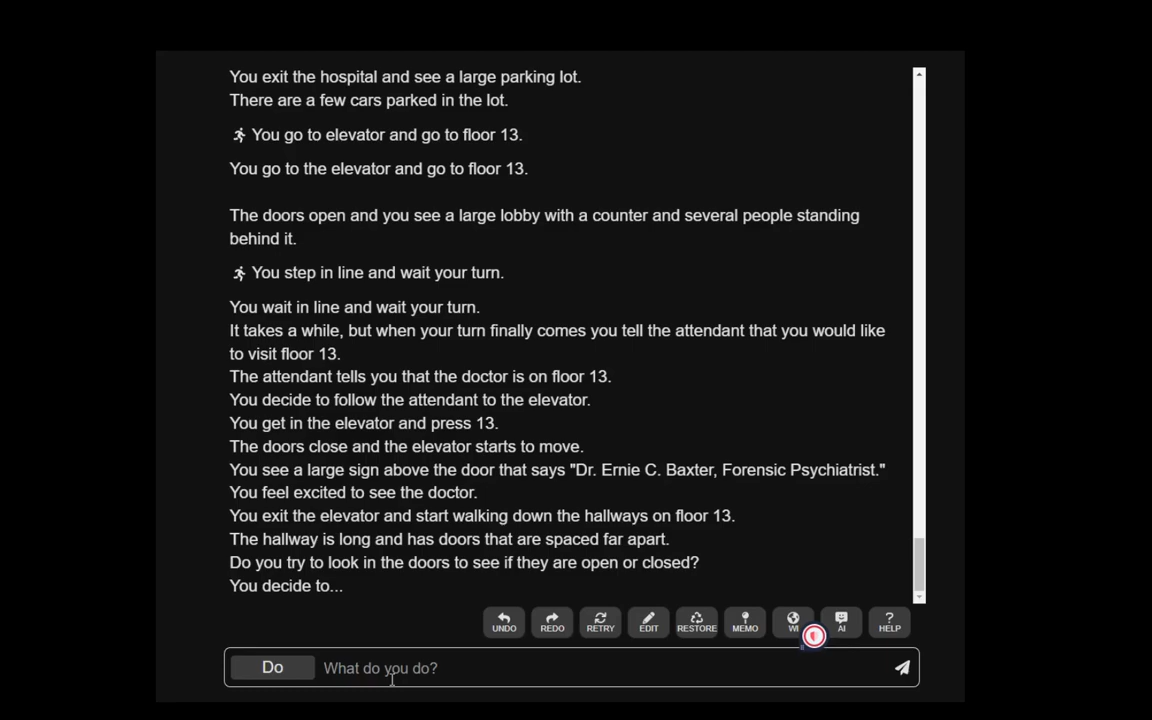 You exit the hospital and see a large parking lot.
There are a few cars parked in the lot.
You go to elevator and go to floor 13.
You go to the elevator and go to floor 13.
The doors open and you see a large lobby with a counter and several people standing
behind it.
You step in line and wait your turn.
You wait in line and wait your turn.
It takes a while, but when your turn finally comes you tell the attendant that you would like
to visit floor 13.
The attendant tells you that the doctor is on floor 13.
You decide to follow the attendant to the elevator.
You get in the elevator and press 13.
The doors close and the elevator starts to move.
You see a large sign above the door that says "Dr. Ernie C. Baxter, Forensic Psychiatrist."
You feel excited to see the doctor.
You exit the elevator and start walking down the hallways on floor 13.
The hallway is long and has doors that are spaced far apart.
Do you try to look in the doors to see if they are open or closed?
You decide to...
UNDO REDO RETRY EDIT RESTORE MEMO WI AI HELP
Do What do you do?